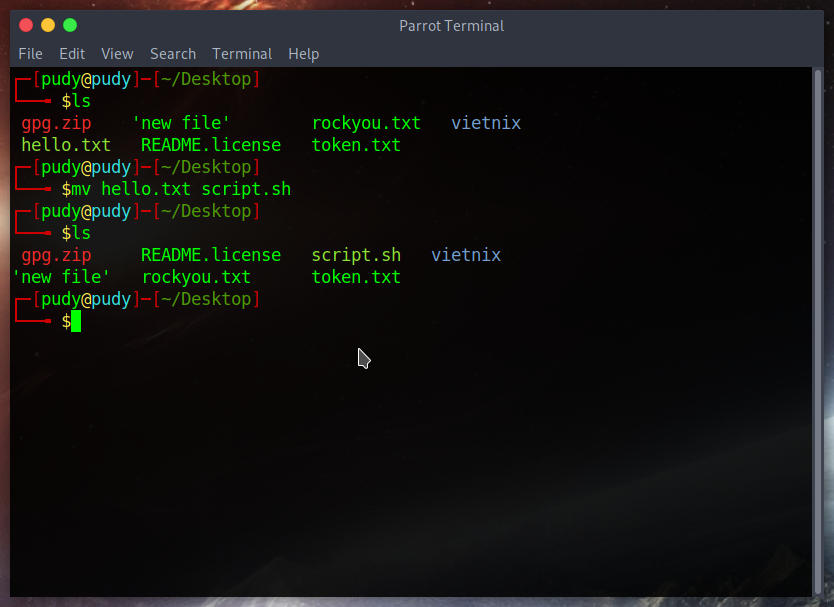 Parrot Terminal
File Edit View Search Terminal Help
┌─[pudy@pudy]─[~/Desktop]
└──╼ $ls
gpg.zip 'new file' rockyou.txt vietnix
hello.txt README.license token.txt
┌─[pudy@pudy]─[~/Desktop]
└──╼ $mv hello.txt script.sh
┌─[pudy@pudy]─[~/Desktop]
└──╼ $ls
gpg.zip README.license script.sh vietnix
'new file' rockyou.txt token.txt
┌─[pudy@pudy]─[~/Desktop]
└──╼ $